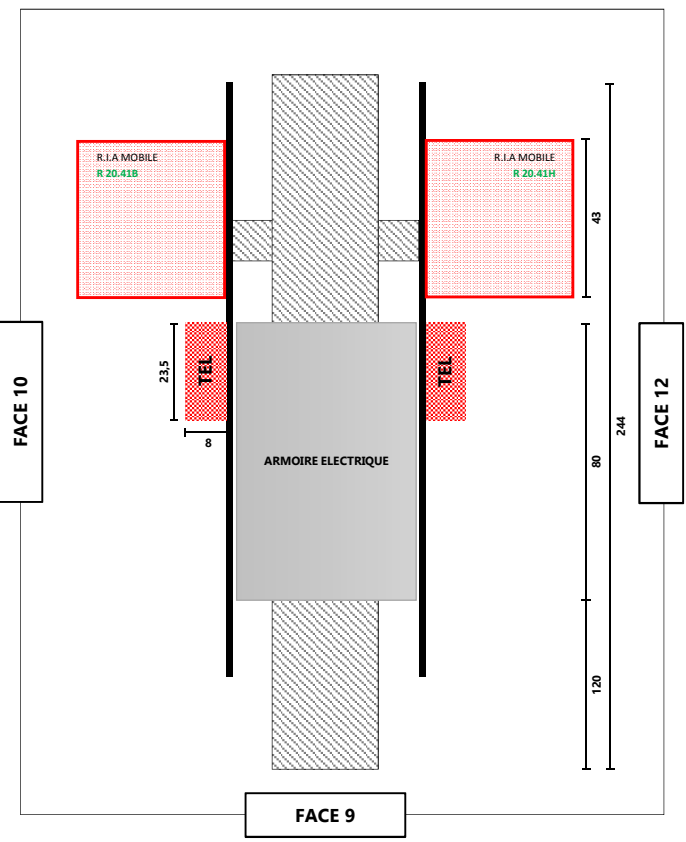 R.I.A MOBILE
R 20.41B
R.I.A MOBILE
R 20.41H
43
TEL
23,5
8
TEL
FACE 10
FACE 12
244
ARMOIRE ELECTRIQUE
80
120
FACE 9